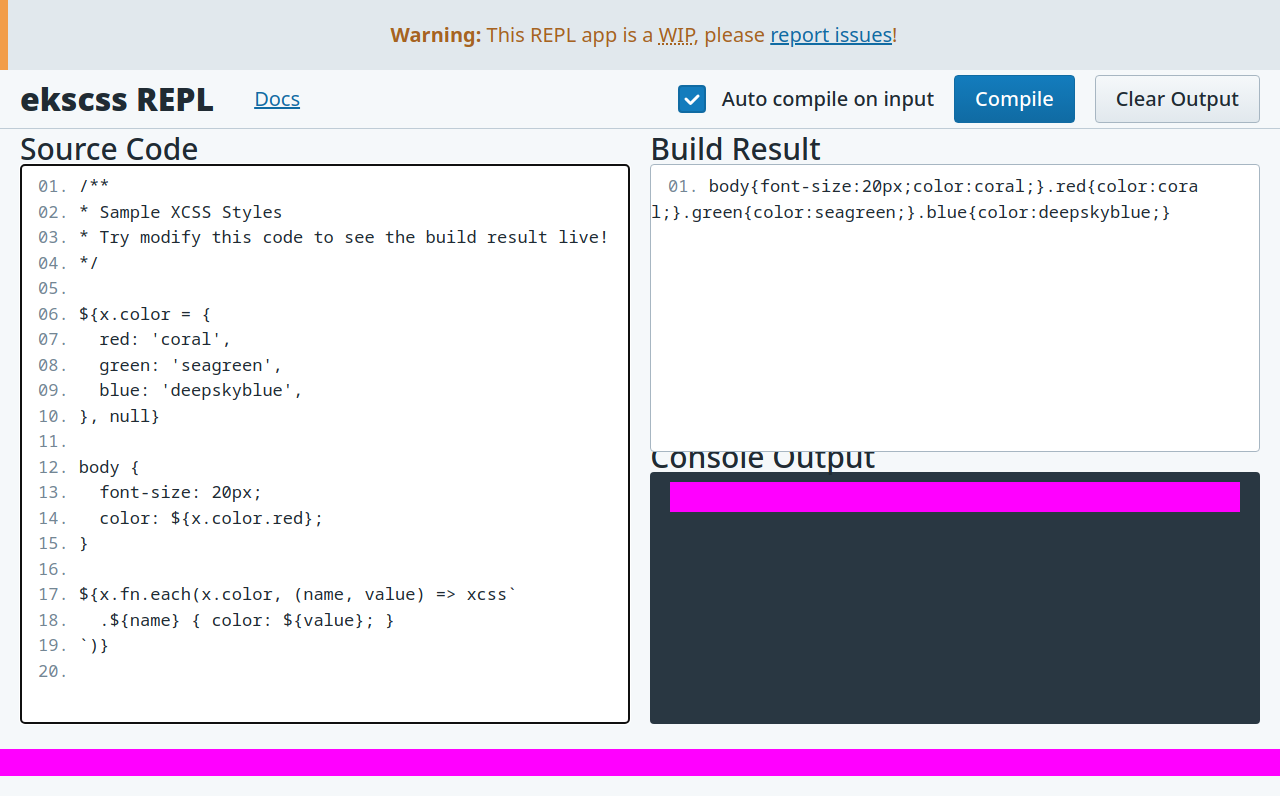 Warning: This REPL app is a WIP, please report issues!
ekscss REPL
Docs
Auto compile on input
Compile
Clear Output
Source Code
01. /**
02. * Sample XCSS Styles
03. * Try modify this code to see the build result live!
04. */
05.
06. ${x.color = {
07.   red: 'coral',
08.   green: 'seagreen',
09.   blue: 'deepskyblue',
10. }, null}
11.
12. body {
13.   font-size: 20px;
14.   color: ${x.color.red};
15. }
16.
17. ${x.fn.each(x.color, (name, value) => xcss`
18.   .${name} { color: ${value}; }
19. `)}
20.
Build Result
01. body{font-size:20px;color:coral;}.red{color:cora
l;}.green{color:seagreen;}.blue{color:deepskyblue;}
Console Output